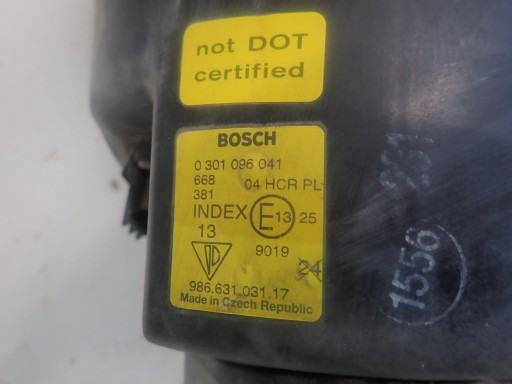 not DOT
certified
BOSCH
0 301 096 041
668 04 HCR PL
381
INDEX E 13 25
13 9019
24
986.631.031.17
Made in Czech Republic
1556